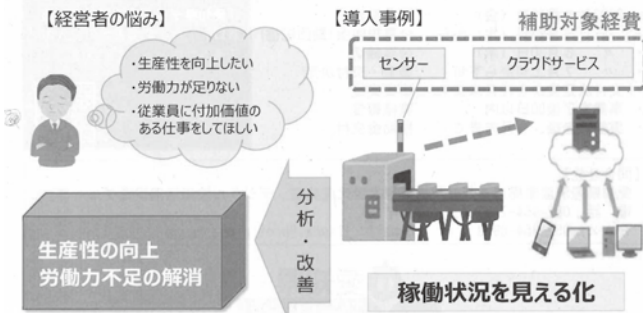 【経営者の悩み】
・生産性を向上したい
・労働力が足りない
・従業員に付加価値の
ある仕事をしてほしい
【導入事例】
補助対象経費
センサー
クラウドサービス
分析・改善
生産性の向上
労働力不足の解消
稼働状況を見える化